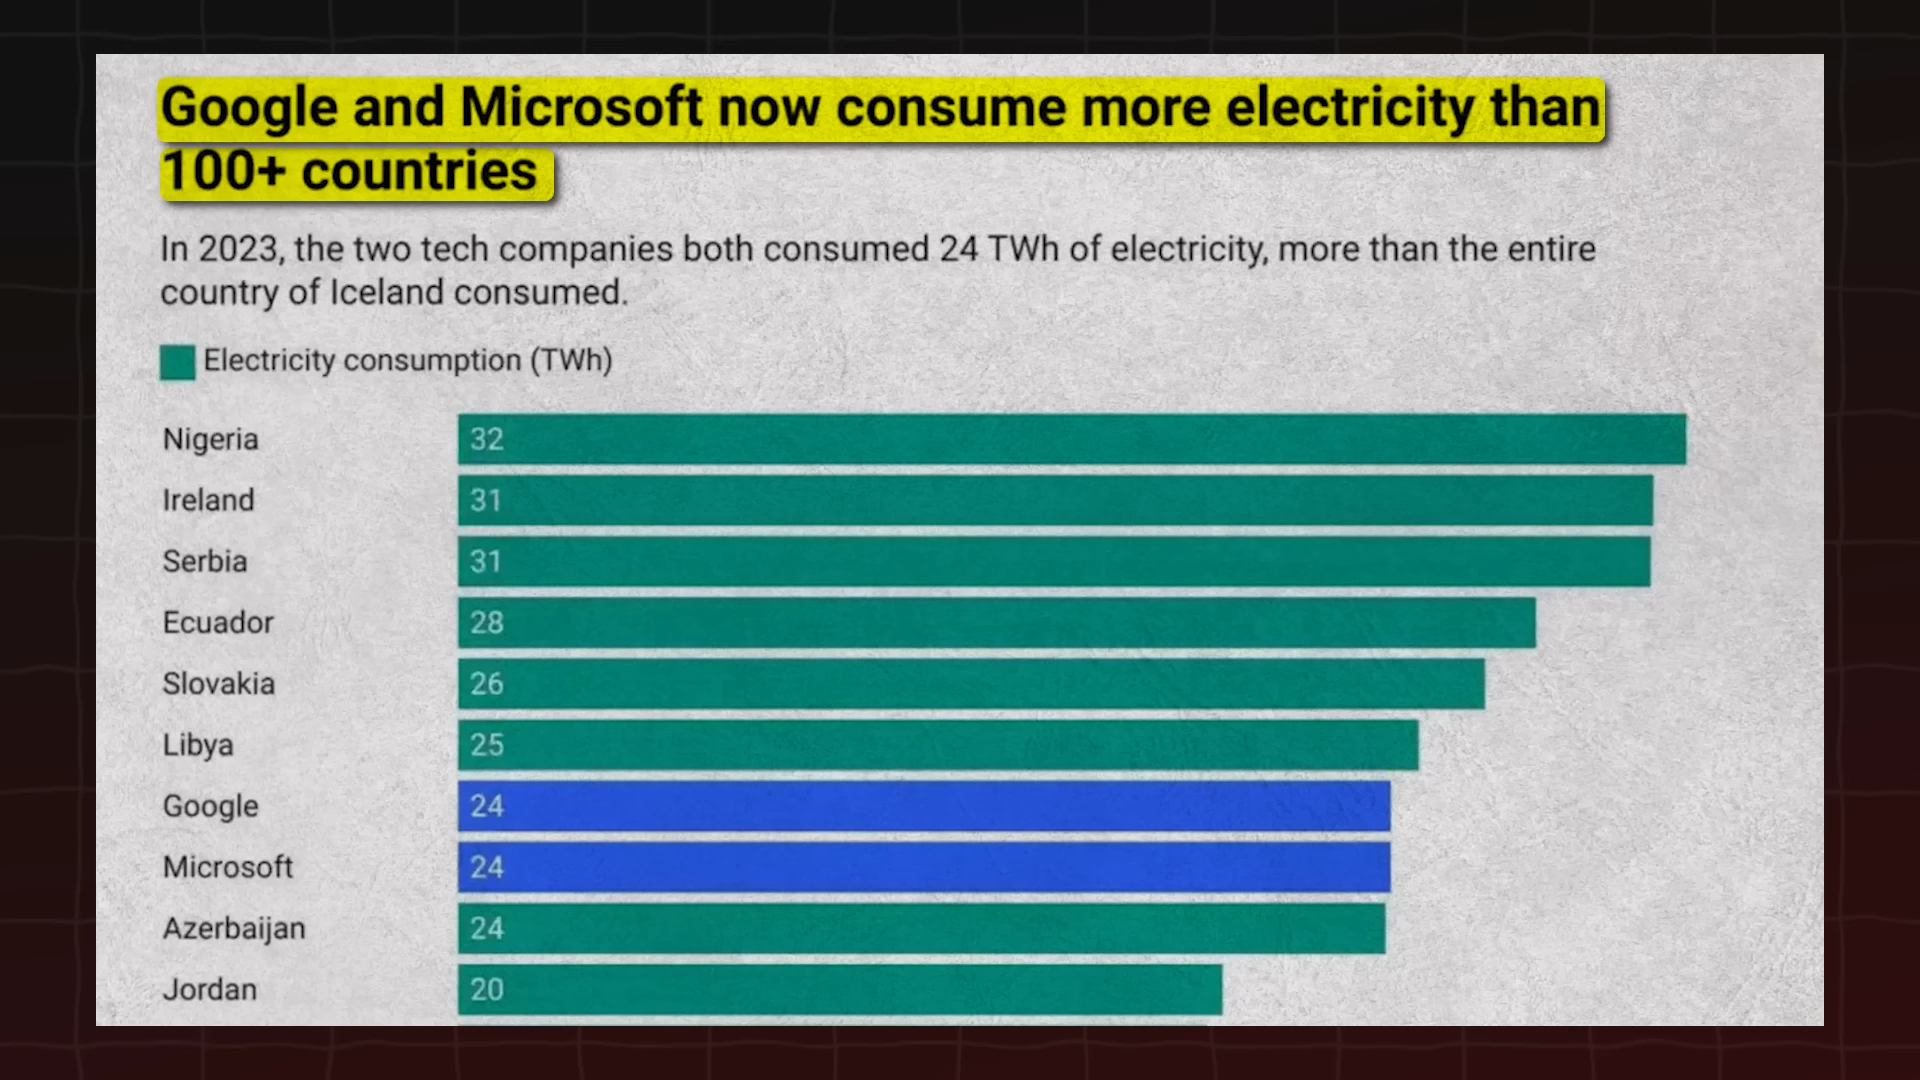 Google and Microsoft now consume more electricity than
100+ countries
In 2023, the two tech companies both consumed 24 TWh of electricity, more than the entire
country of Iceland consumed.
Electricity consumption (TWh)
Nigeria 32
Ireland 31
Serbia 31
Ecuador 28
Slovakia 26
Libya 25
Google 24
Microsoft 24
Azerbaijan 24
Jordan 20